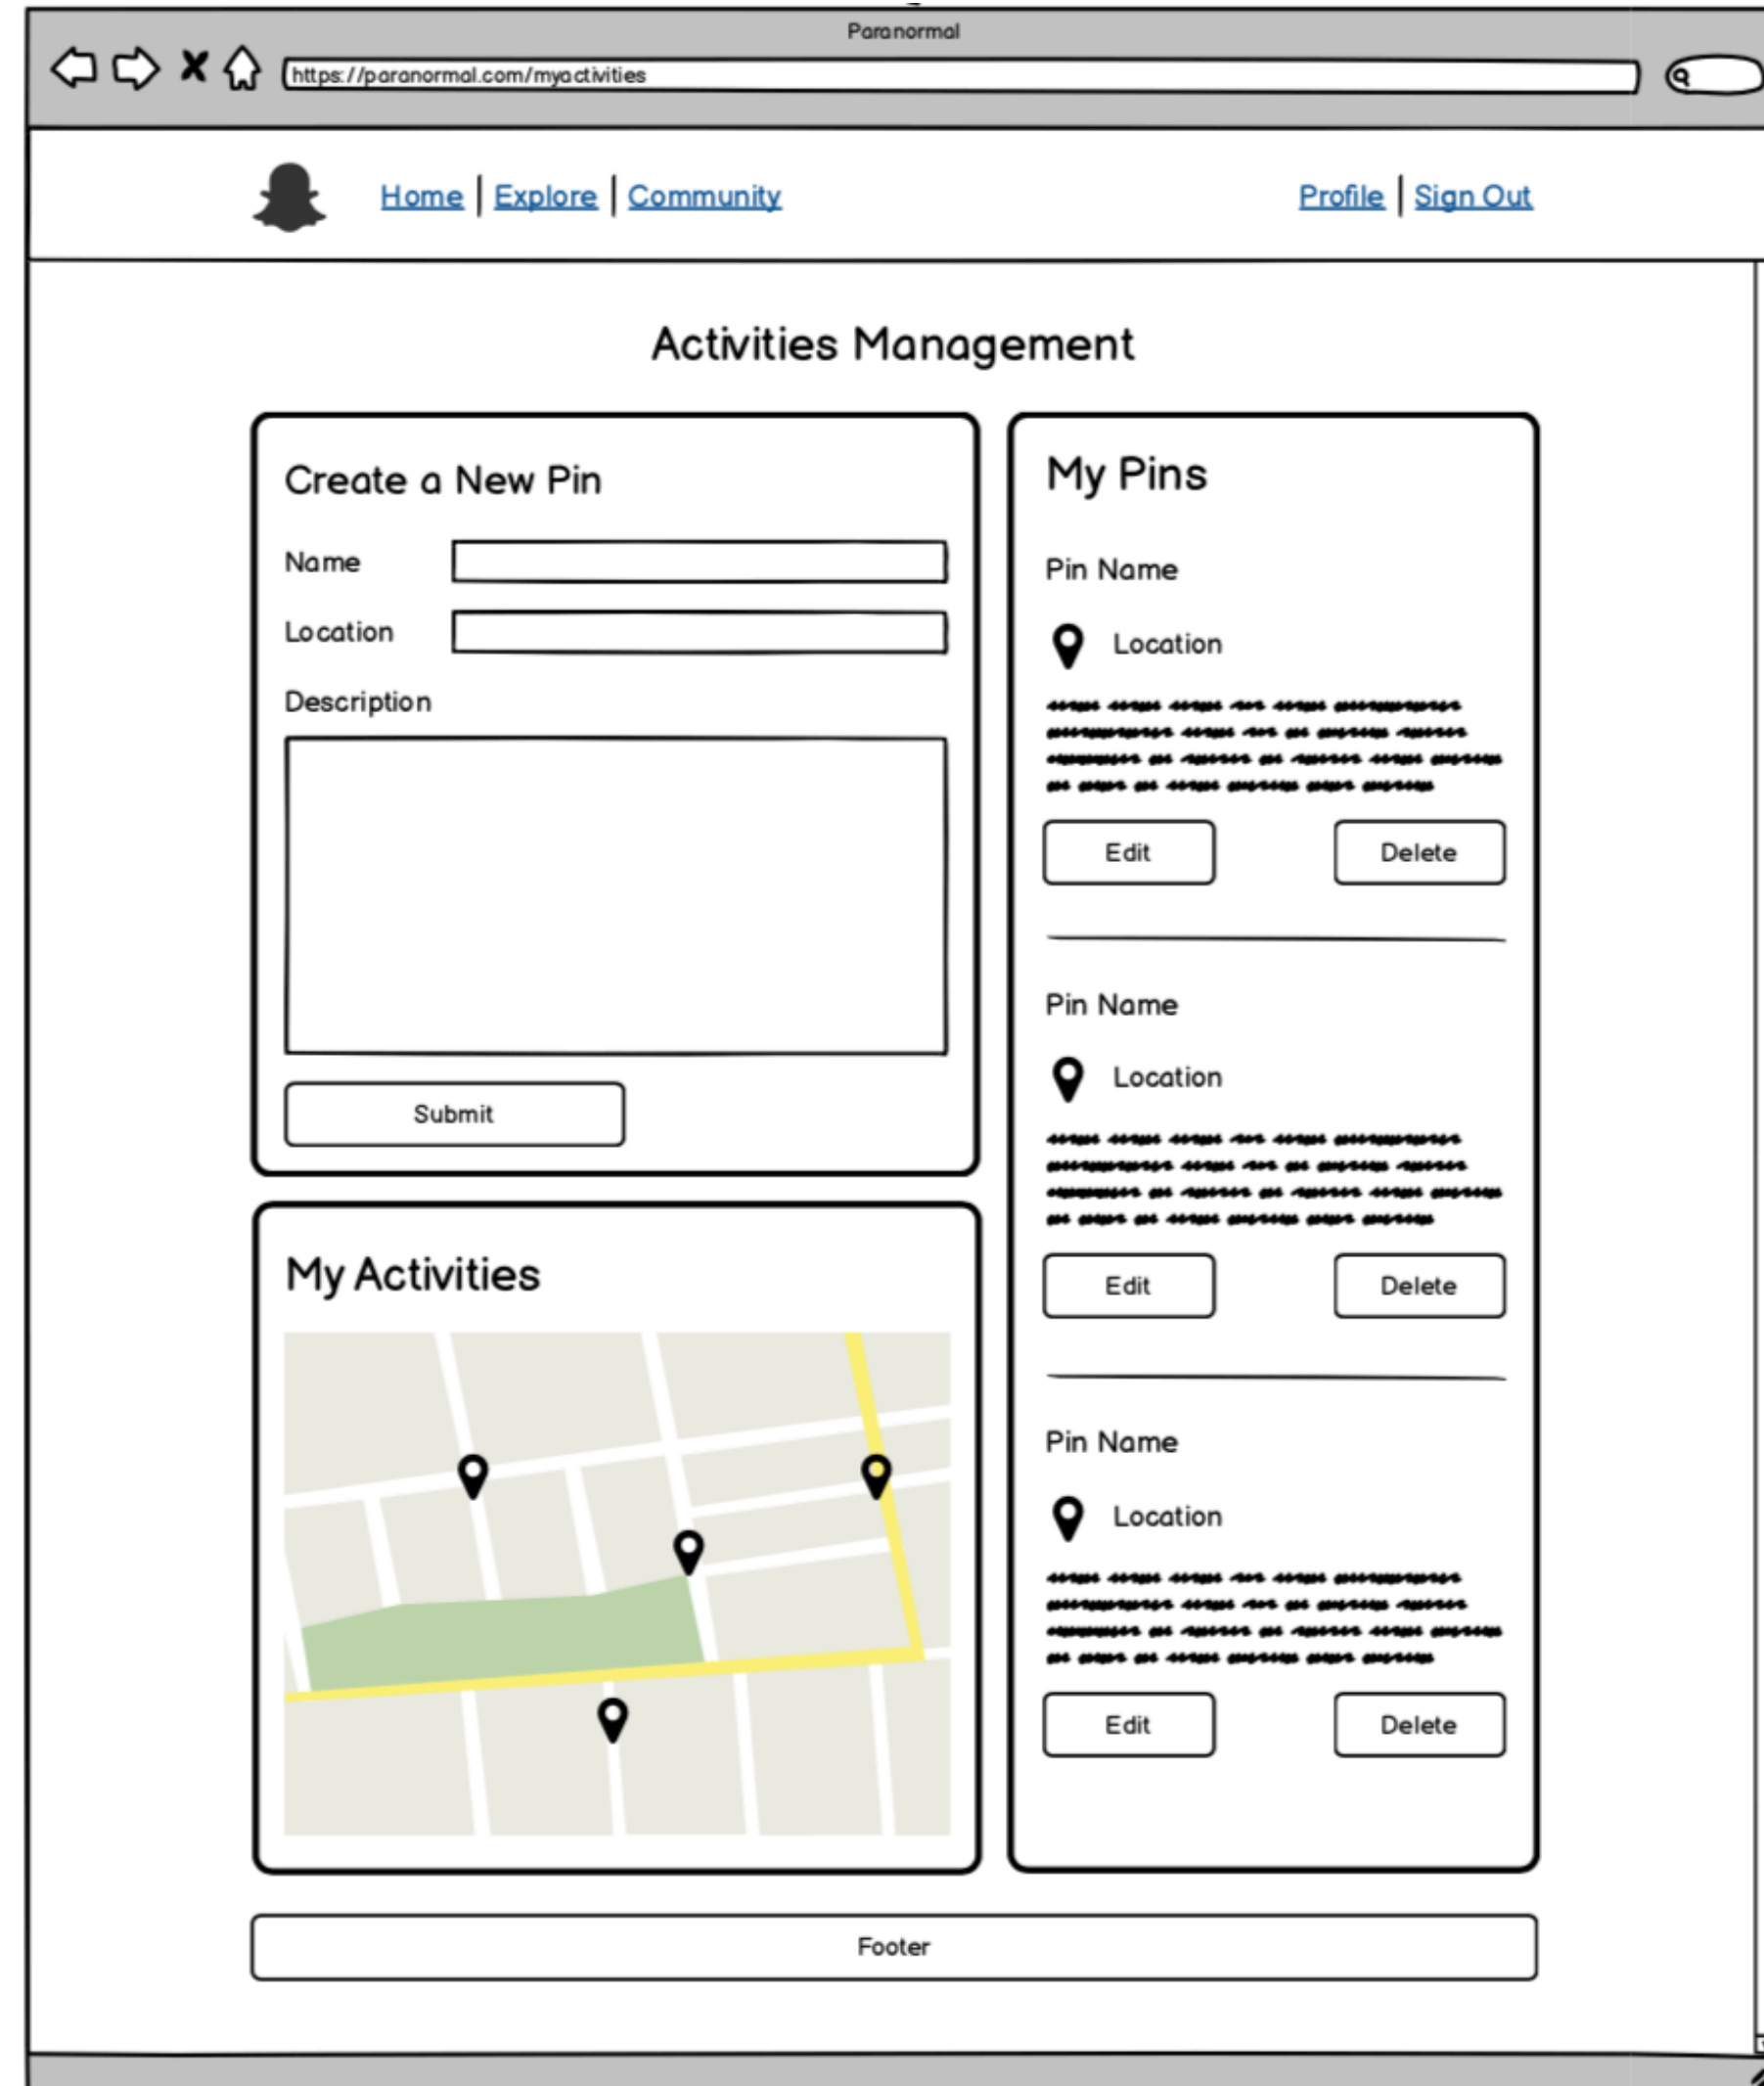 Paranormal
https://paranormal.com/myactivities
Home | Explore | Community
Profile | Sign Out
Activities Management
Create a New Pin
Name
Location
Description
Submit
My Activities
My Pins
Pin Name
Location
Edit
Delete
Pin Name
Location
Edit
Delete
Pin Name
Location
Edit
Delete
Footer